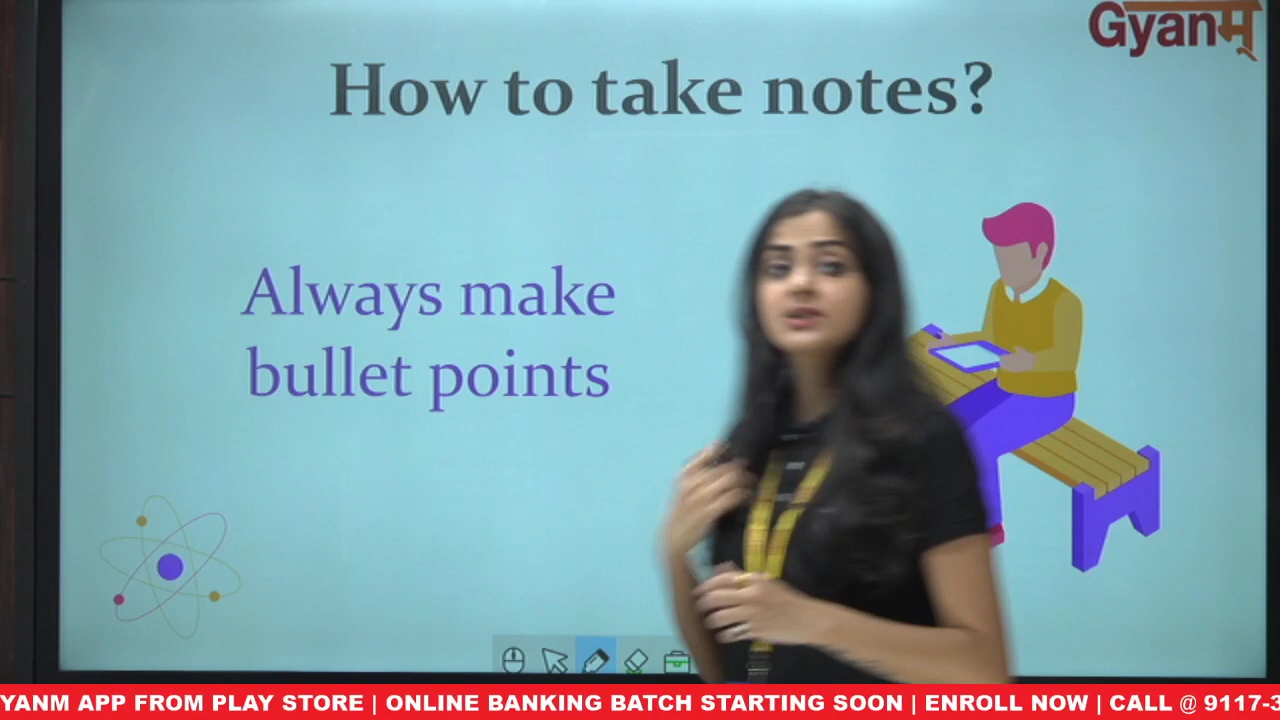 Gyanम्
How to take notes?
Always make
bullet points
YANM APP FROM PLAY STORE | ONLINE BANKING BATCH STARTING SOON | ENROLL NOW | CALL @ 9117-3